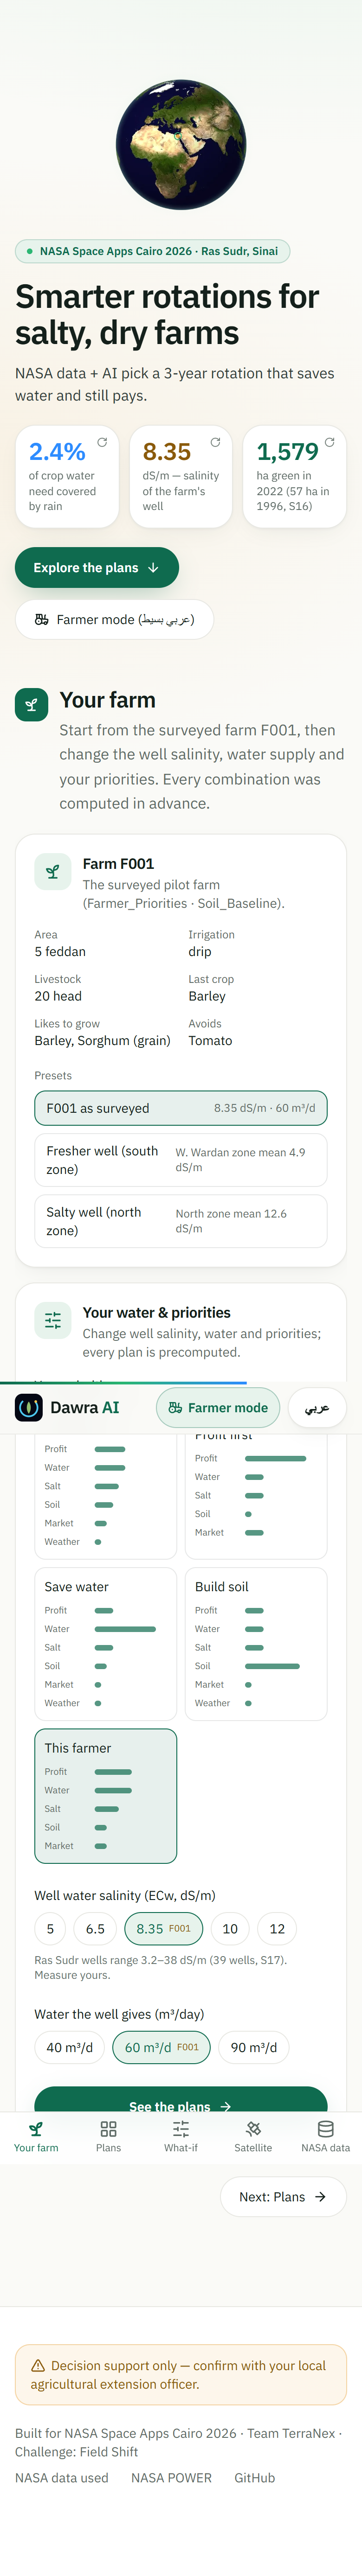 NASA Space Apps Cairo 2026 · Ras Sudr, Sinai
Smarter rotations for
salty, dry farms
NASA data + AI pick a 3-year rotation that saves
water and still pays.
2.4%
of crop water
need covered
by rain
8.35
dS/m — salinity
of the farm's
well
1,579
ha green in
2022 (57 ha in
1996, S16)
Explore the plans ↓
Farmer mode (عربي بسيط)
Your farm
Start from the surveyed farm F001, then
change the well salinity, water supply and
your priorities. Every combination was
computed in advance.
Farm F001
The surveyed pilot farm
(Farmer_Priorities · Soil_Baseline).
Area
5 feddan
Irrigation
drip
Livestock
20 head
Last crop
Barley
Likes to grow
Barley, Sorghum (grain)
Avoids
Tomato
Presets
F001 as surveyed
8.35 dS/m · 60 m³/d
Fresher well (south
zone)
W. Wardan zone mean 4.9
dS/m
Salty well (north
zone)
North zone mean 12.6
dS/m
Your water & priorities
Change well salinity, water and priorities;
every plan is precomputed.
Dawra AI
Farmer mode
عربي
Profit
Water
Salt
Soil
Market
Weather
Profit first
Profit
Water
Salt
Soil
Market
Save water
Profit
Water
Salt
Soil
Market
Weather
Build soil
Profit
Water
Salt
Soil
Market
Weather
This farmer
Profit
Water
Salt
Soil
Market
Well water salinity (ECw, dS/m)
5
6.5
8.35 F001
10
12
Ras Sudr wells range 3.2–38 dS/m (39 wells, S17).
Measure yours.
Water the well gives (m³/day)
40 m³/d
60 m³/d F001
90 m³/d
See the plans →
Your farm
Plans
What-if
Satellite
NASA data
Next: Plans →
Decision support only — confirm with your local
agricultural extension officer.
Built for NASA Space Apps Cairo 2026 · Team TerraNex ·
Challenge: Field Shift
NASA data used
NASA POWER
GitHub